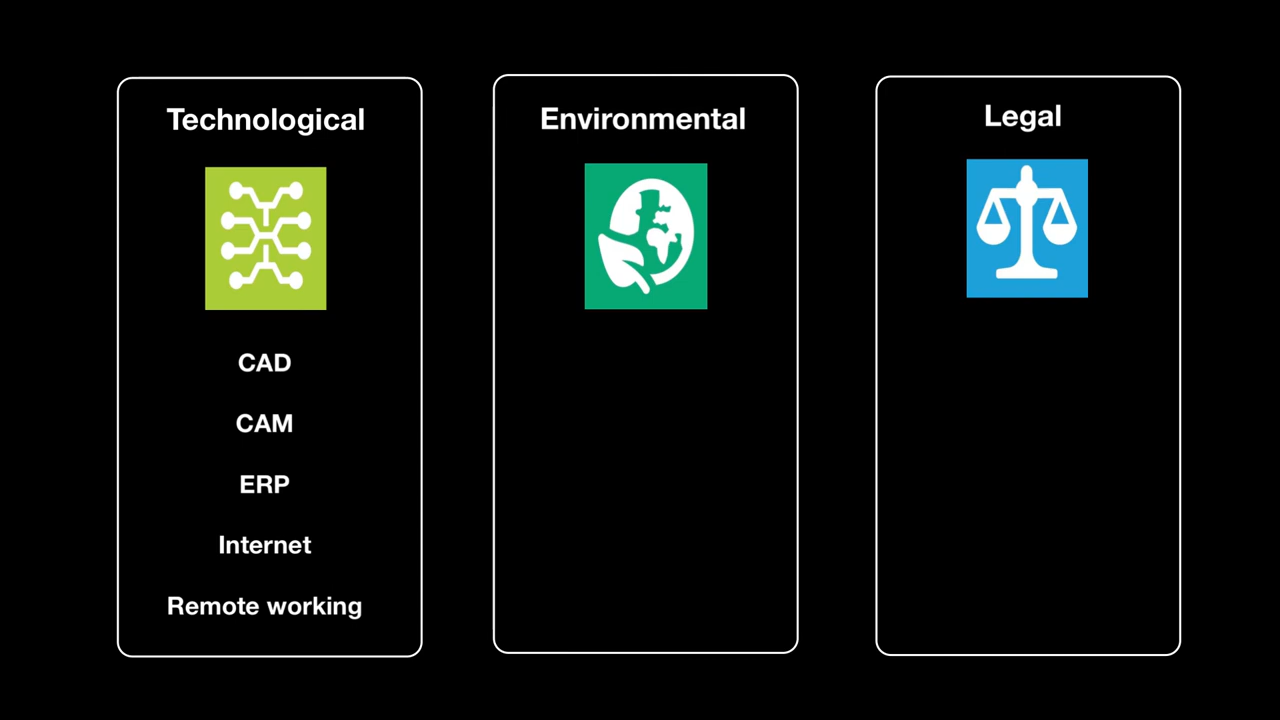 Technological
CAD
CAM
ERP
Internet
Remote working
Environmental
Legal